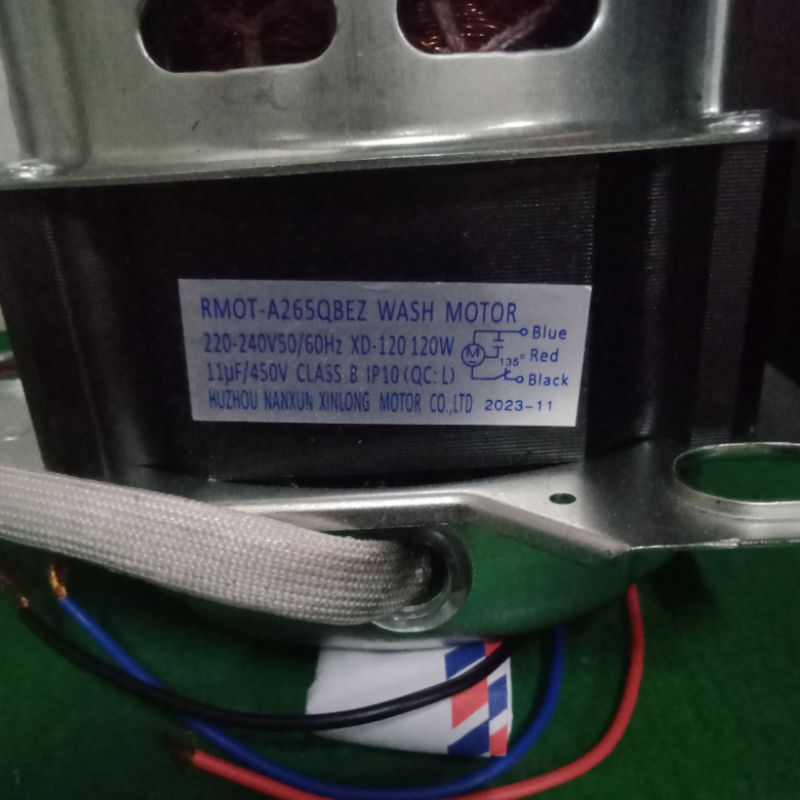 RMOT-A265QBEZ WASH MOTOR
220-240V50/60Hz XD-120 120W
11μF/450V CLASS B IP10(QC:L)
HUZHOU NANXUN XINLONG MOTOR CO.,LTD 2023-11
M
135°
Blue
Red
Black